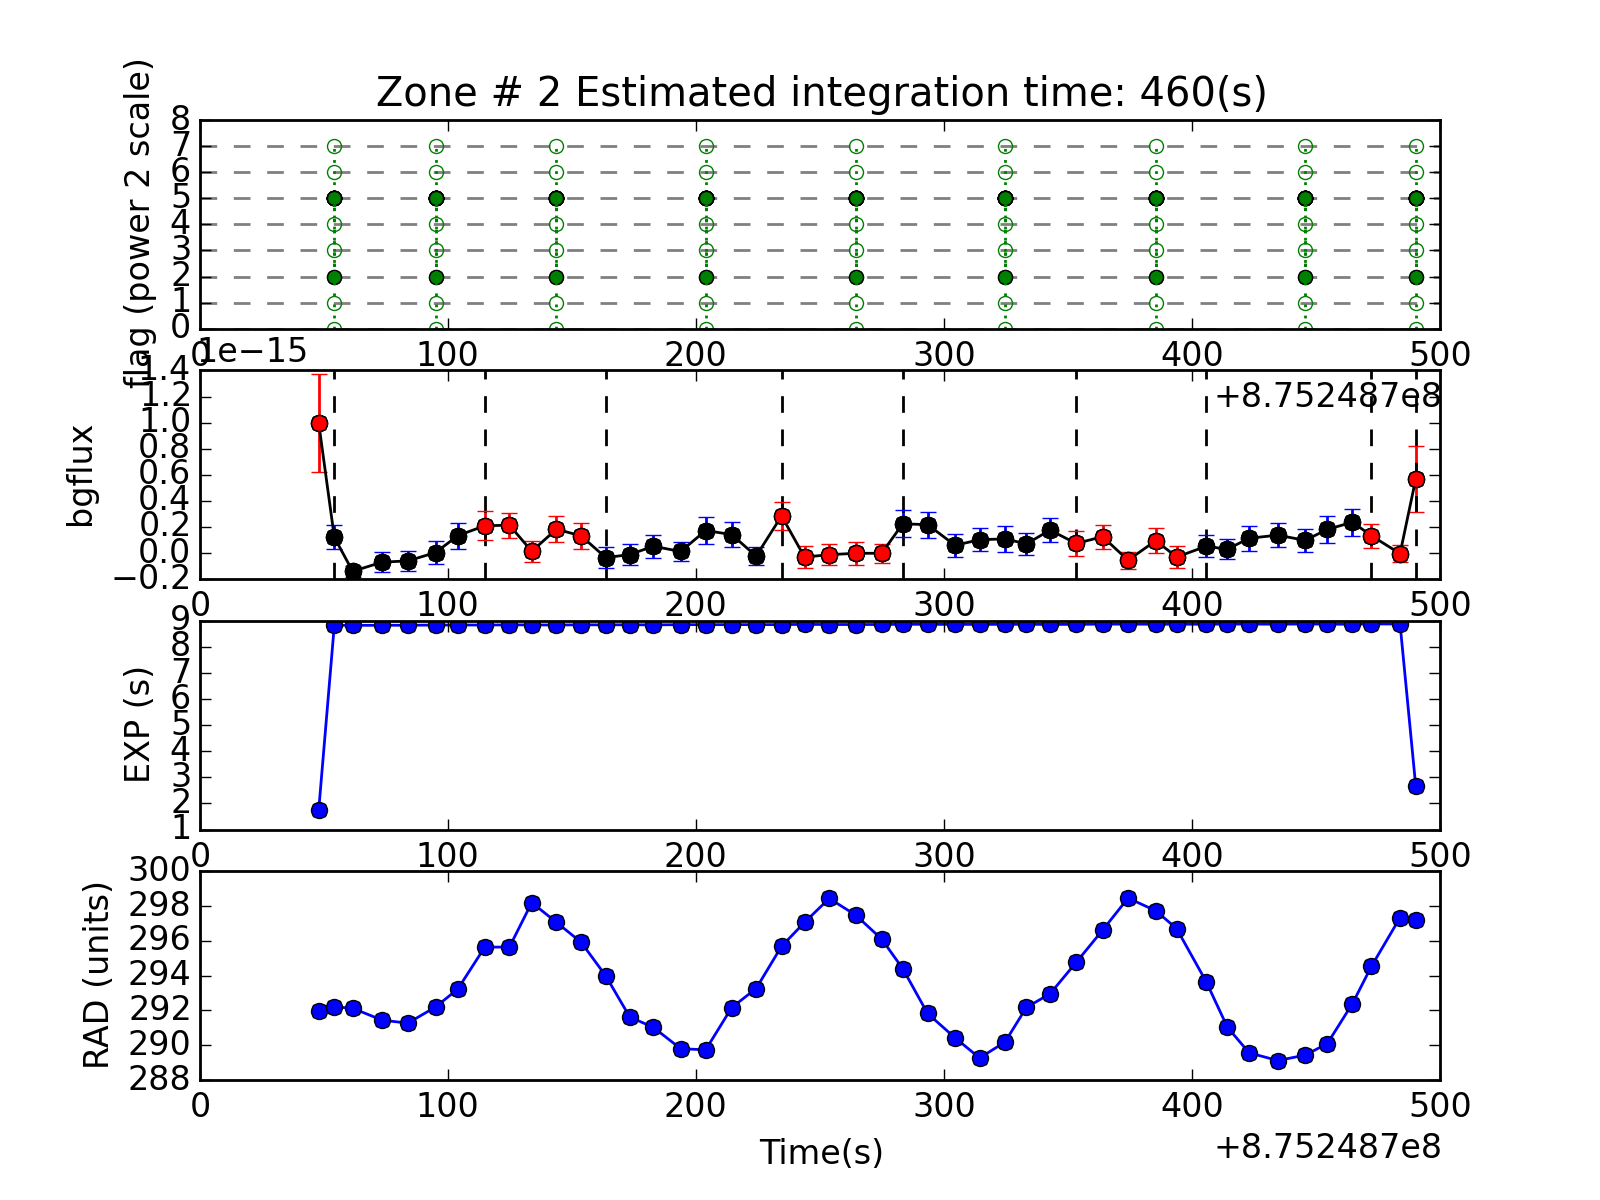 Zone # 2 Estimated integration time: 460(s)
flag (power 2 scale)
8
7
6
5
4
3
2
1
0
0 100 200 300 400 500
1e−15
+8.752487e8
bgflux
1.4
1.2
1.0
0.8
0.6
0.4
0.2
0.0
−0.2
0 100 200 300 400 500
EXP (s)
9
8
7
6
5
4
3
2
1
0 100 200 300 400 500
RAD (units)
300
298
296
294
292
290
288
0 100 200 300 400 500
Time(s)
+8.752487e8